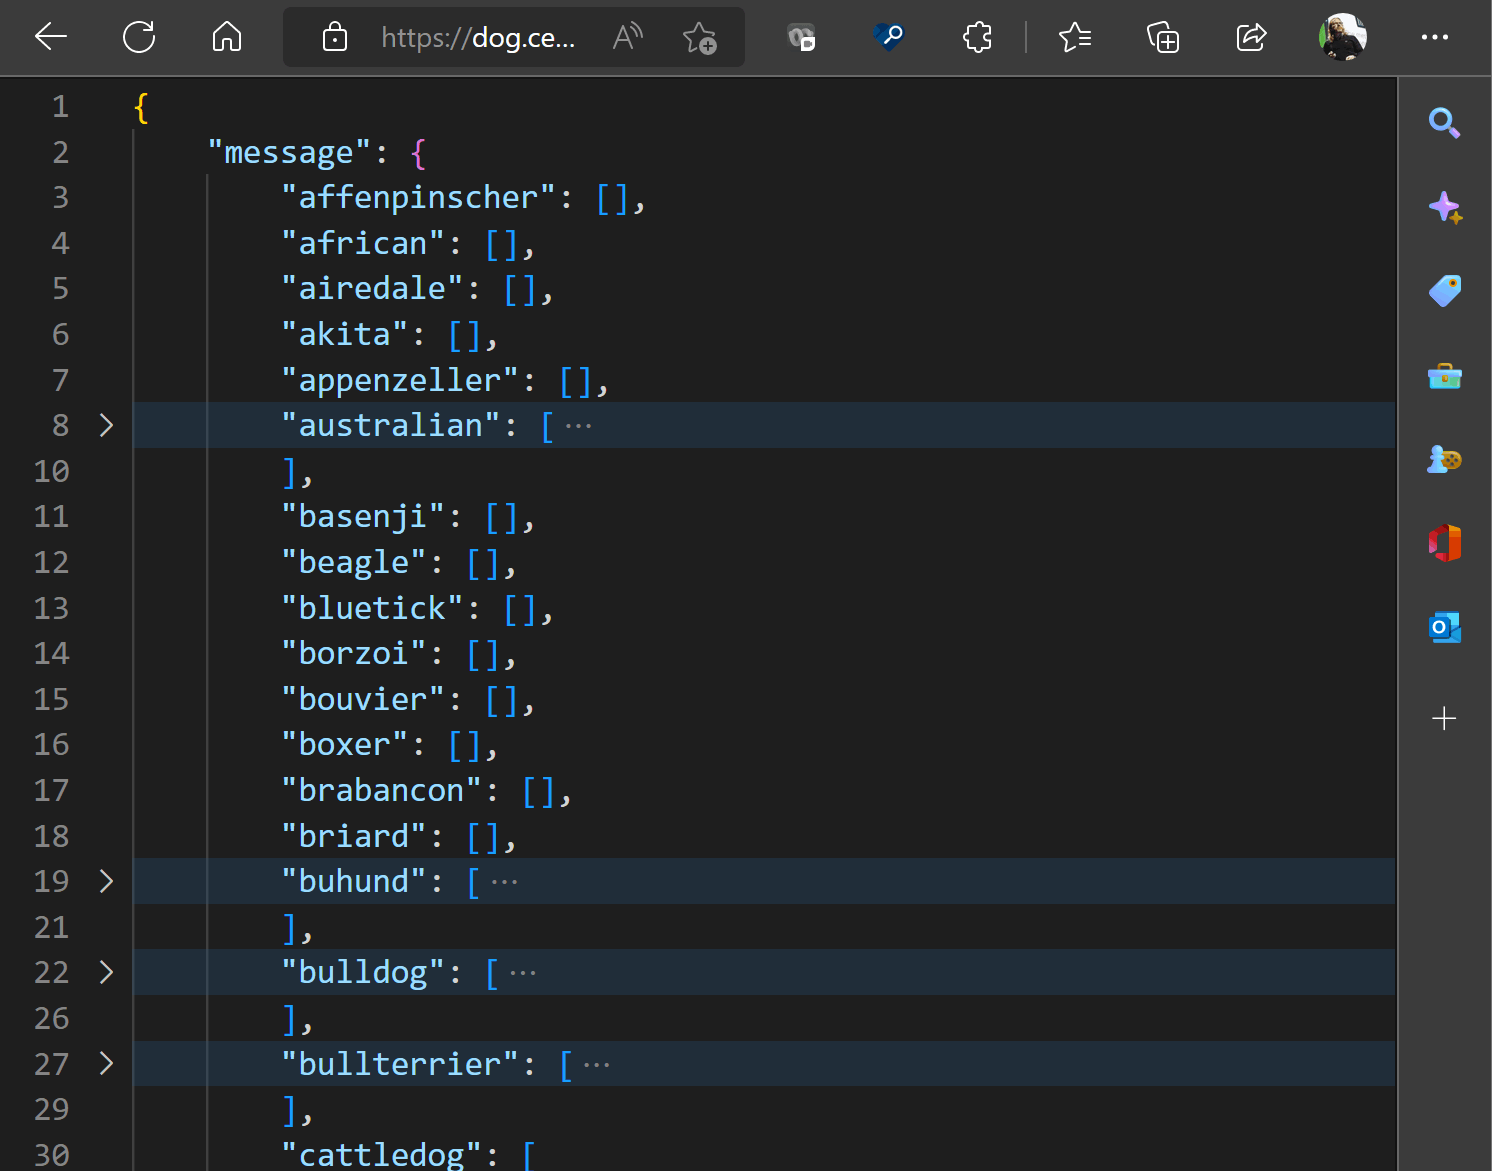 https://dog.ce...
1 {
2 "message": {
3 "affenpinscher": [],
4 "african": [],
5 "airedale": [],
6 "akita": [],
7 "appenzeller": [],
8 "australian": [ ···
10 ],
11 "basenji": [],
12 "beagle": [],
13 "bluetick": [],
14 "borzoi": [],
15 "bouvier": [],
16 "boxer": [],
17 "brabancon": [],
18 "briard": [],
19 "buhund": [ ···
21 ],
22 "bulldog": [ ···
26 ],
27 "bullterrier": [ ···
29 ],
30 "cattledog": [